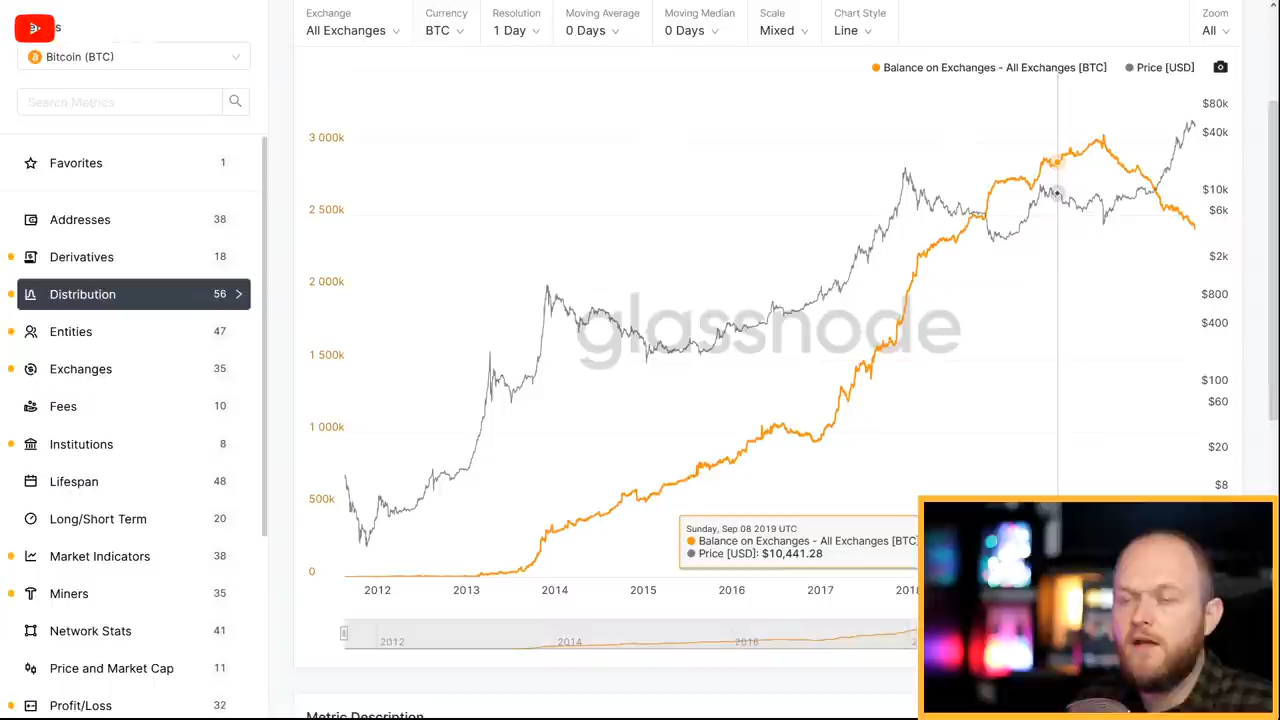 s
Bitcoin (BTC)
Search Metrics
Favorites 1
Addresses 38
Derivatives 18
Distribution 56
Entities 47
Exchanges 35
Fees 10
Institutions 8
Lifespan 48
Long/Short Term 20
Market Indicators 38
Miners 35
Network Stats 41
Price and Market Cap 11
Profit/Loss 32
Exchange Currency Resolution Moving Average Moving Median Scale Chart Style Zoom
All Exchanges BTC 1 Day 0 Days 0 Days Mixed Line All
Balance on Exchanges - All Exchanges [BTC] Price [USD]
3 000k
2 500k
2 000k
1 500k
1 000k
500k
0
$80k
$40k
$10k
$6k
$2k
$800
$400
$100
$60
$20
$8
glassnode
Sunday, Sep 08 2019 UTC
Balance on Exchanges - All Exchanges [BTC]
Price [USD]: $10,441.28
2012 2013 2014 2015 2016 2017 2018
2012 2014 2016 2
Metric Description